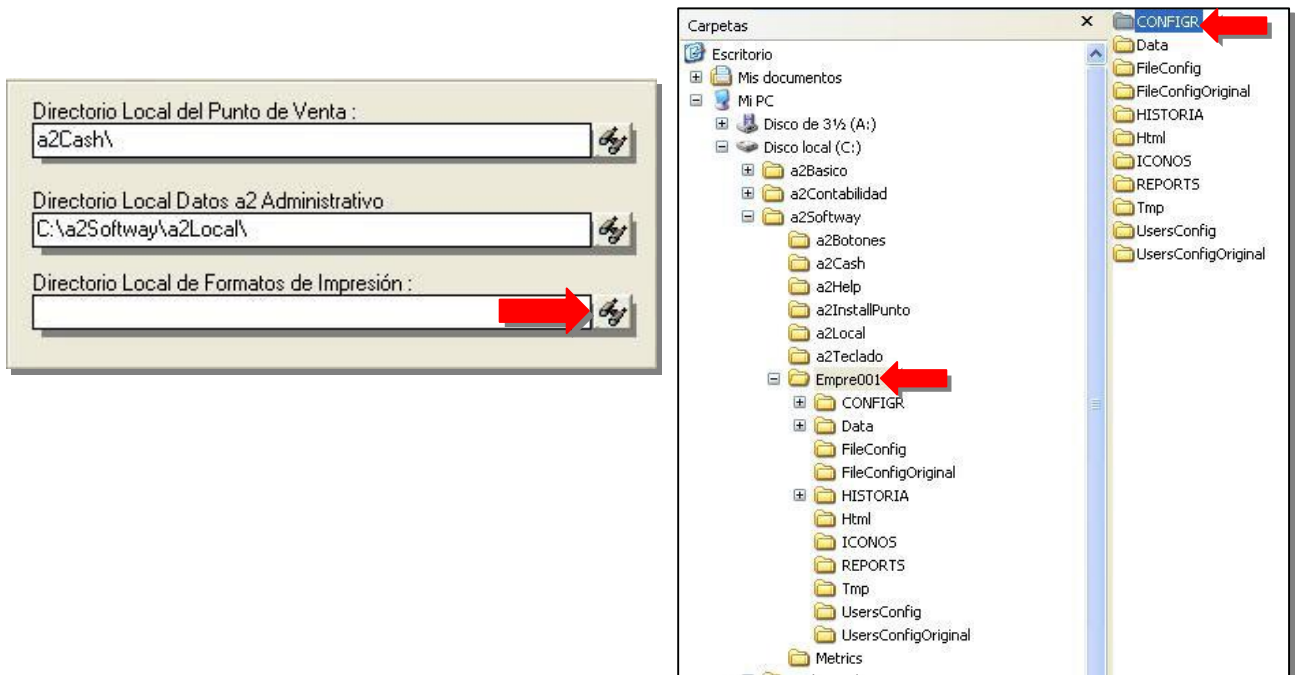 Directorio Local del Punto de Venta :
a2Cash\
Directorio Local Datos a2 Administrativo
C:\a2Softway\a2Local\
Directorio Local de Formatos de Impresión :
Carpetas
Escritorio
Mis documentos
Mi PC
Disco de 3½ (A:)
Disco local (C:)
a2Basico
a2Contabilidad
a2Softway
a2Botones
a2Cash
a2Help
a2InstallPunto
a2Local
a2Teclado
Empre001
CONFIGR
Data
FileConfig
FileConfigOriginal
HISTORIA
Html
ICONOS
REPORTS
Tmp
UsersConfig
UsersConfigOriginal
Metrics
CONFIGR
Data
FileConfig
FileConfigOriginal
HISTORIA
Html
ICONOS
REPORTS
Tmp
UsersConfig
UsersConfigOriginal